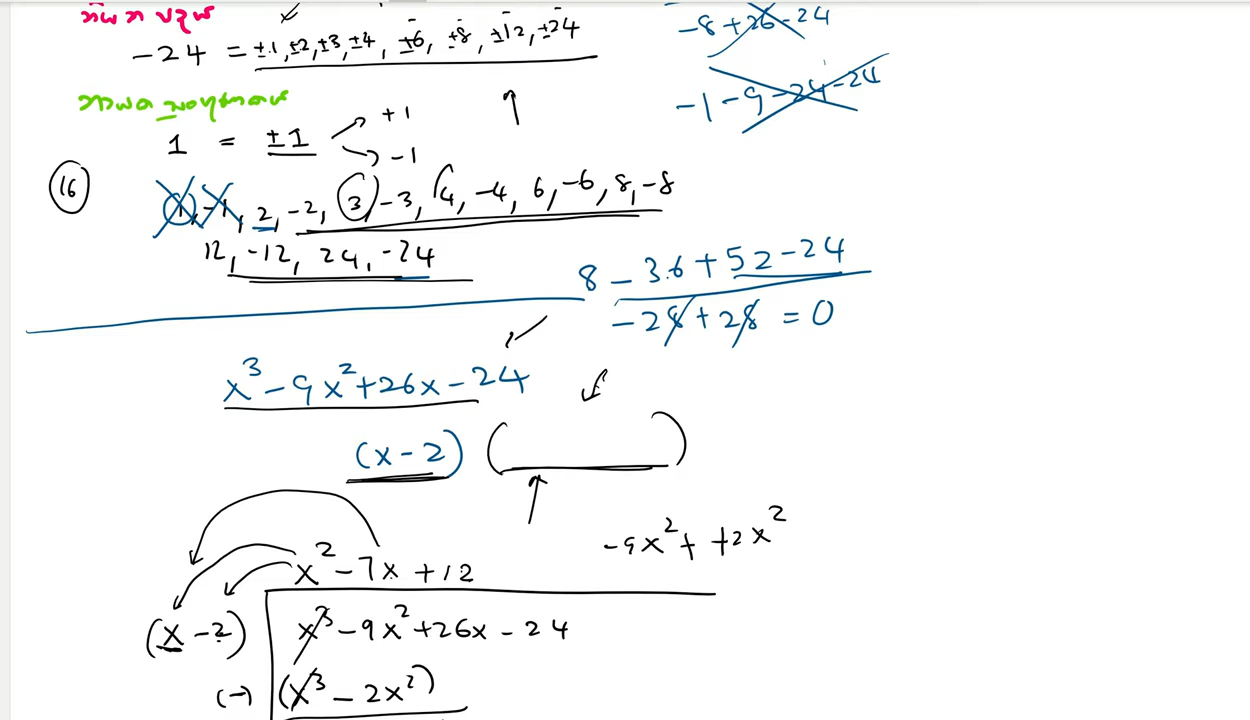 -24 = ±1, ±2, ±3, ±4, ±6, ±8, ±12, ±24
1 = ±1
+1
-1
16
1, -1, 2, -2, 3, -3, 4, -4, 6, -6, 8, -8
12, -12, 24, -24
-8 + 26 - 24
-1 - 9 - 24 - 24
8 - 36 + 52 - 24
-28 + 28 = 0
x³ - 9x² + 26x - 24
(x - 2) ( )
-9x² + +2x²
x² - 7x + 12
(x - 2) x³ - 9x² + 26x - 24
(-) (x³ - 2x²)